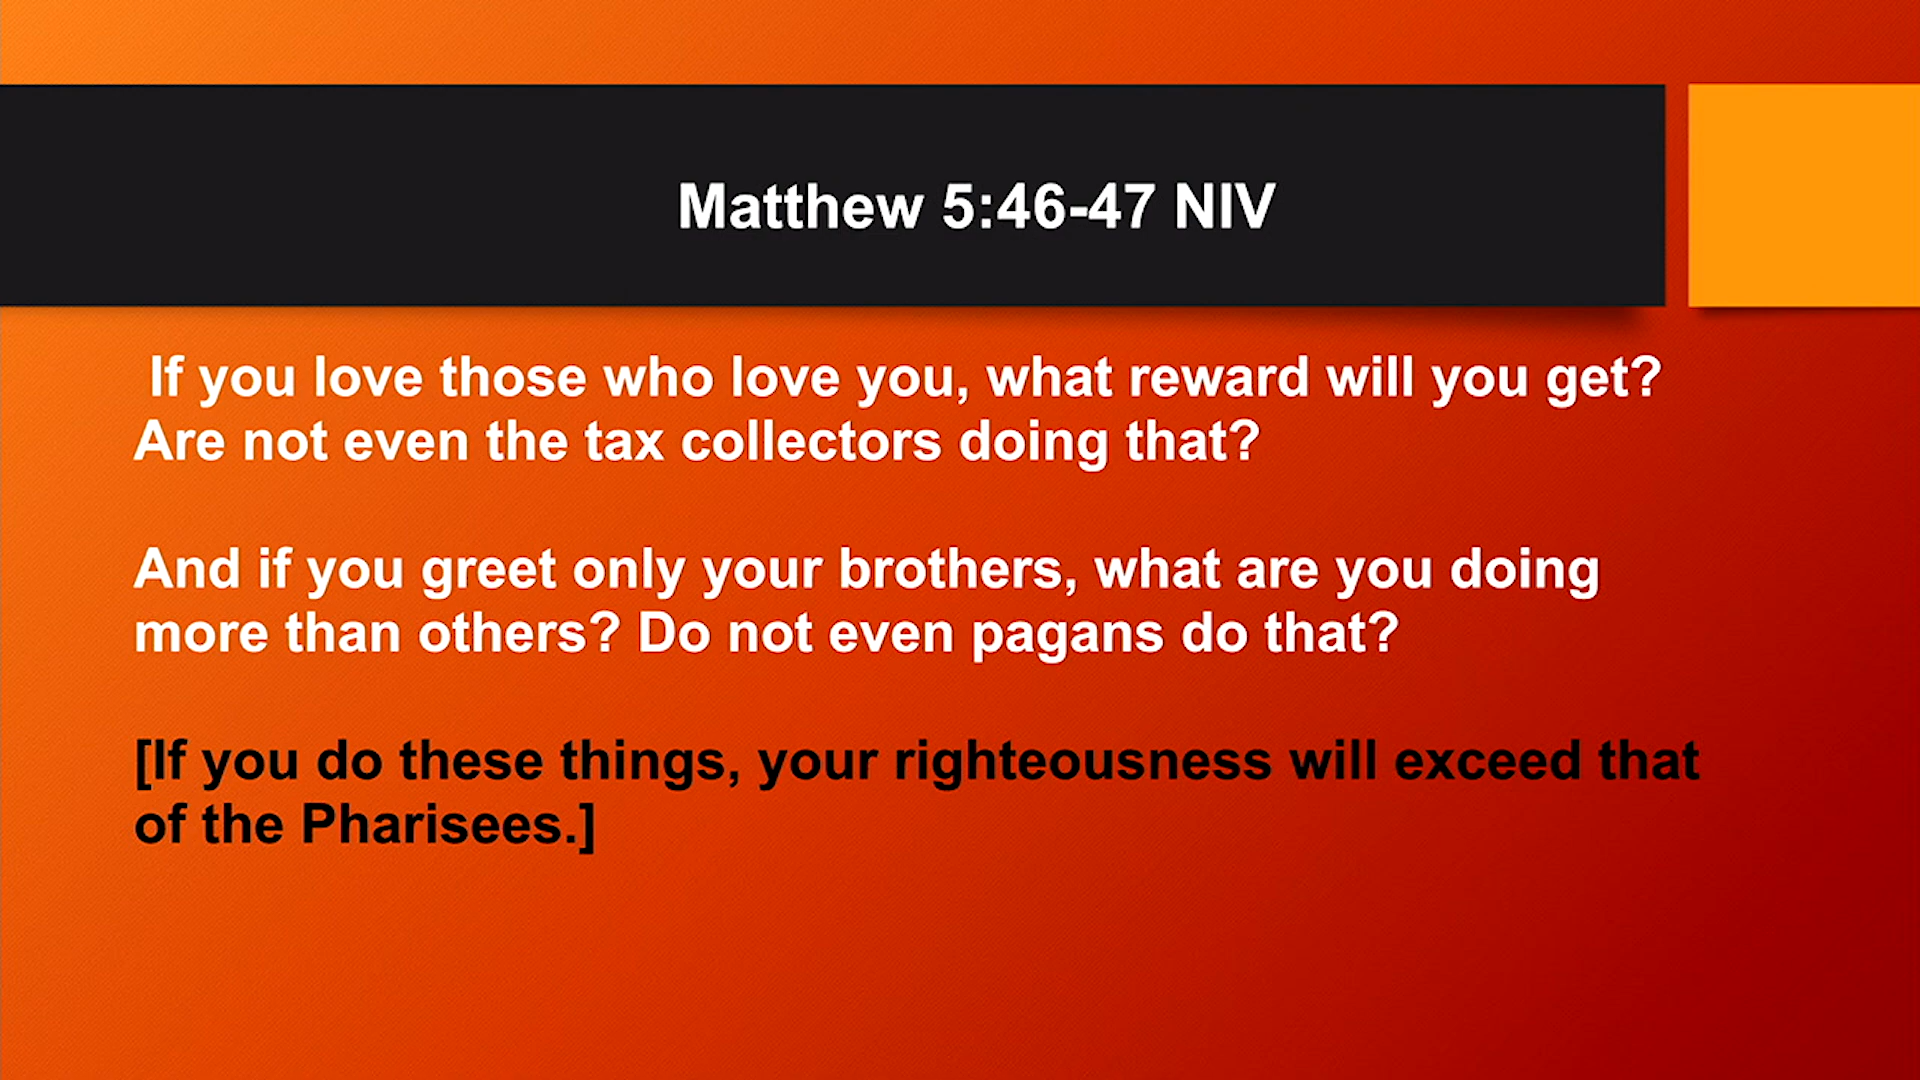 Matthew 5:46-47 NIV
If you love those who love you, what reward will you get?
Are not even the tax collectors doing that?
And if you greet only your brothers, what are you doing
more than others? Do not even pagans do that?
[If you do these things, your righteousness will exceed that
of the Pharisees.]